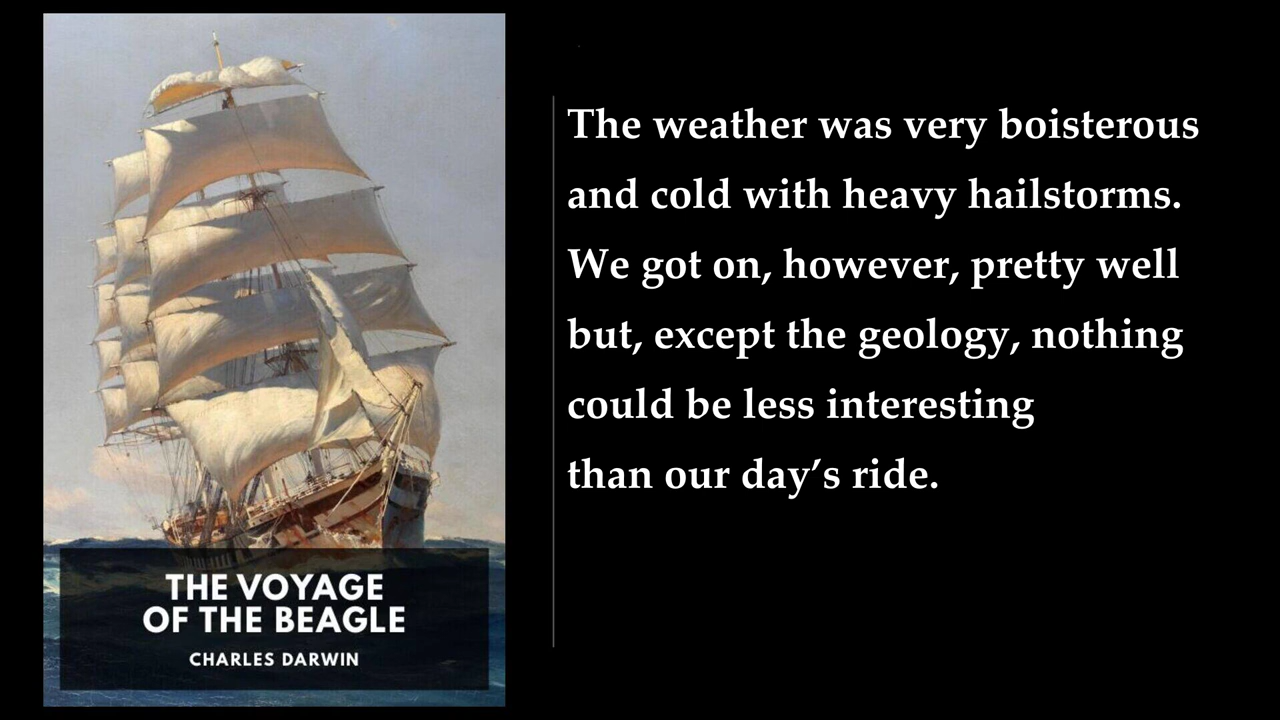 THE VOYAGE
OF THE BEAGLE
CHARLES DARWIN
The weather was very boisterous
and cold with heavy hailstorms.
We got on, however, pretty well
but, except the geology, nothing
could be less interesting
than our day’s ride.